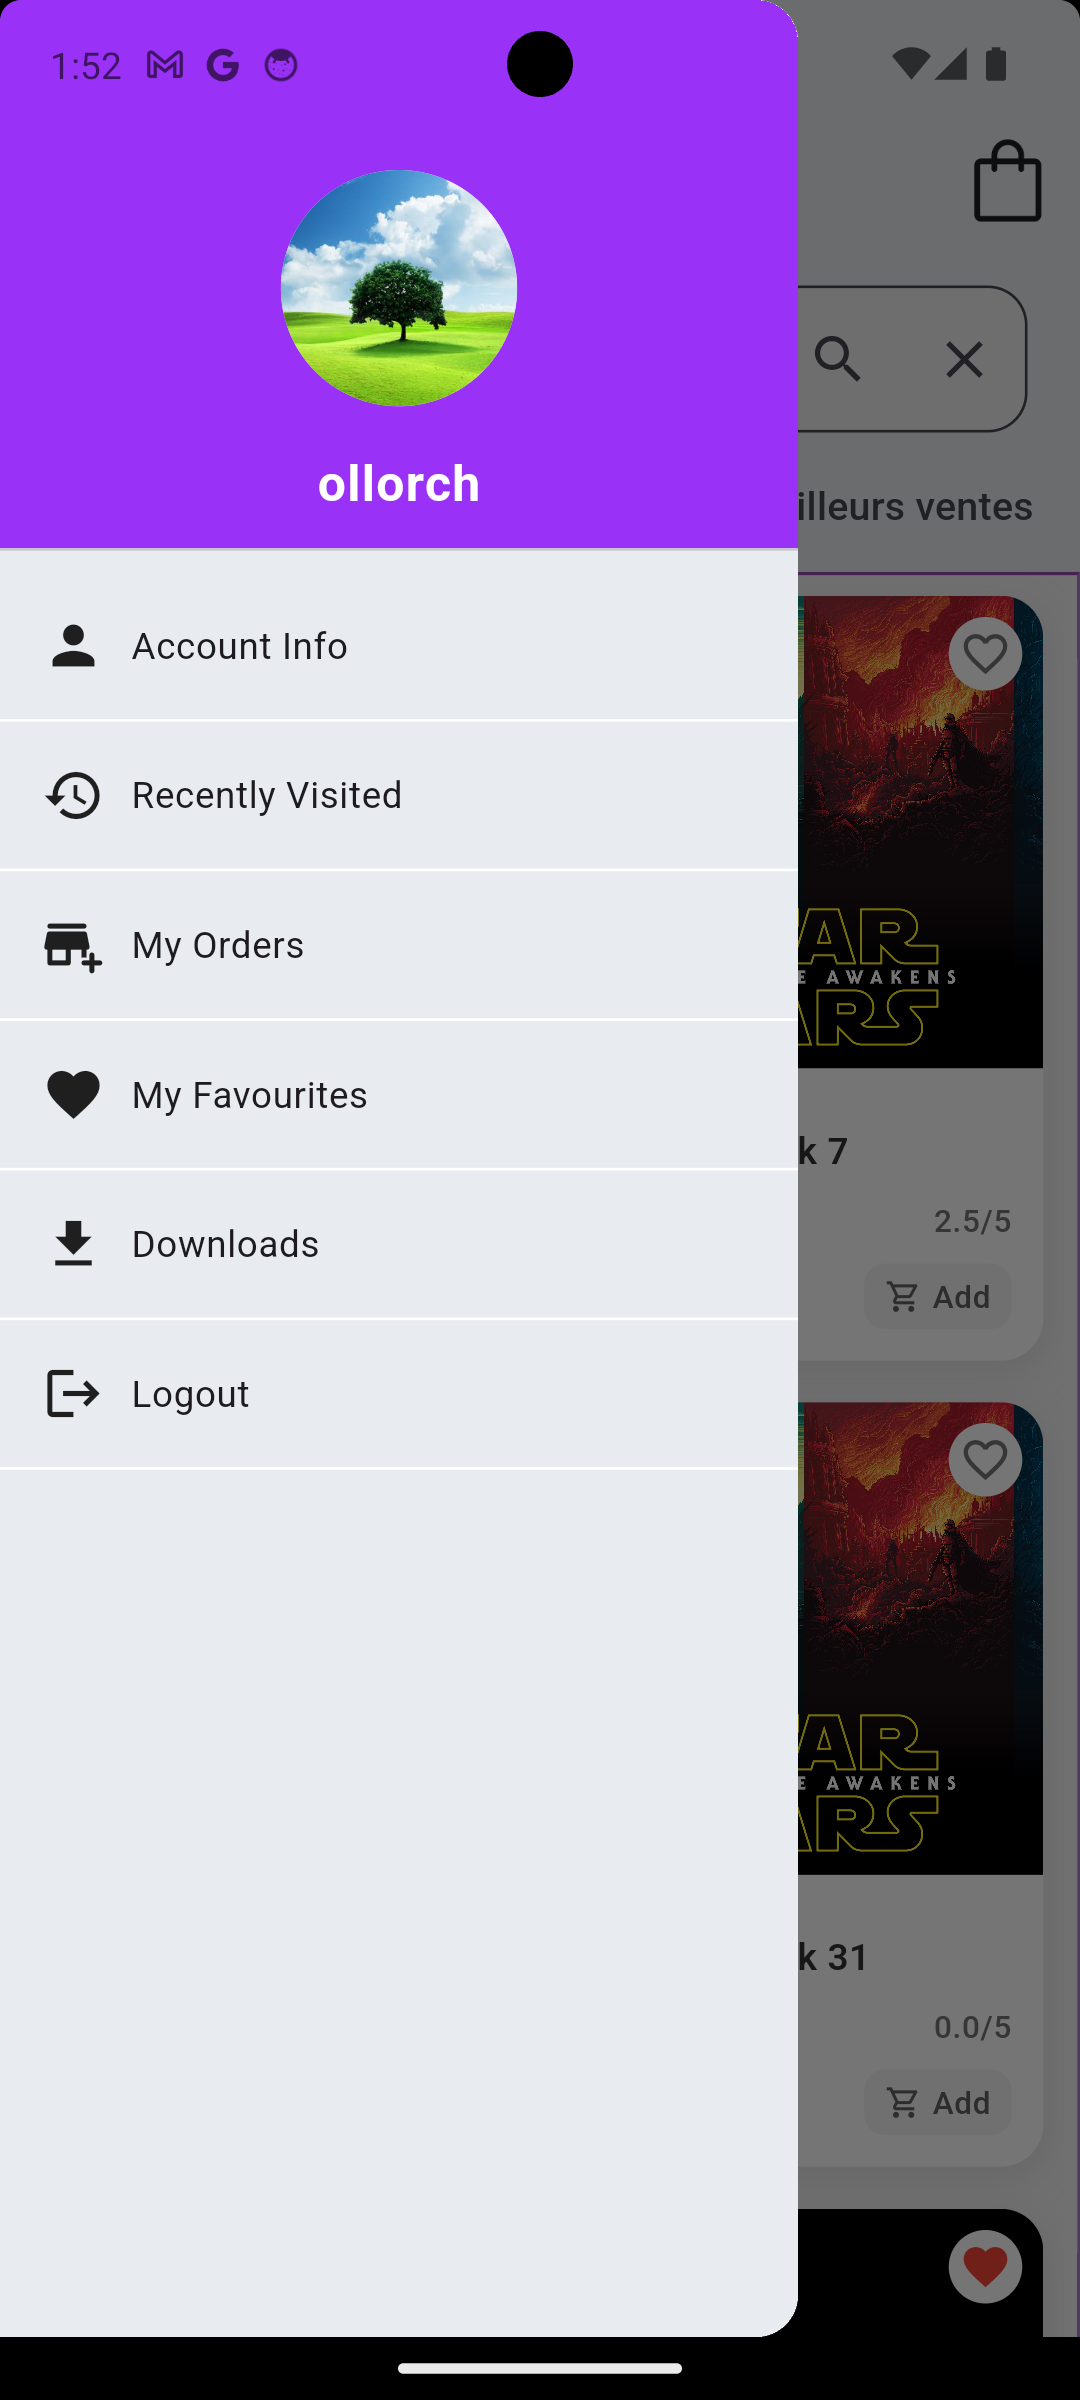 1:52
ollorch
illeurs ventes
Account Info
Recently Visited
My Orders
My Favourites
Downloads
Logout
AR
E AWAKENS
ARS
k 7
2.5/5
Add
AR
E AWAKENS
ARS
k 31
0.0/5
Add